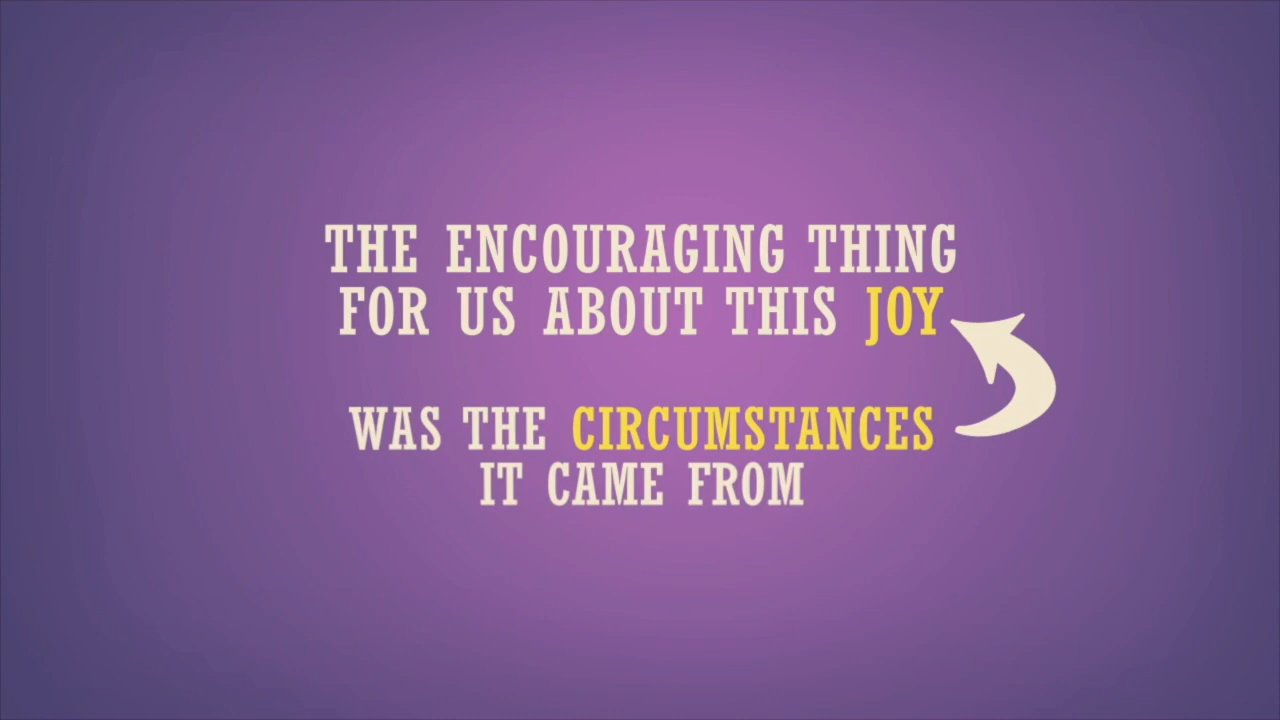 THE ENCOURAGING THING
FOR US ABOUT THIS JOY
WAS THE CIRCUMSTANCES
IT CAME FROM